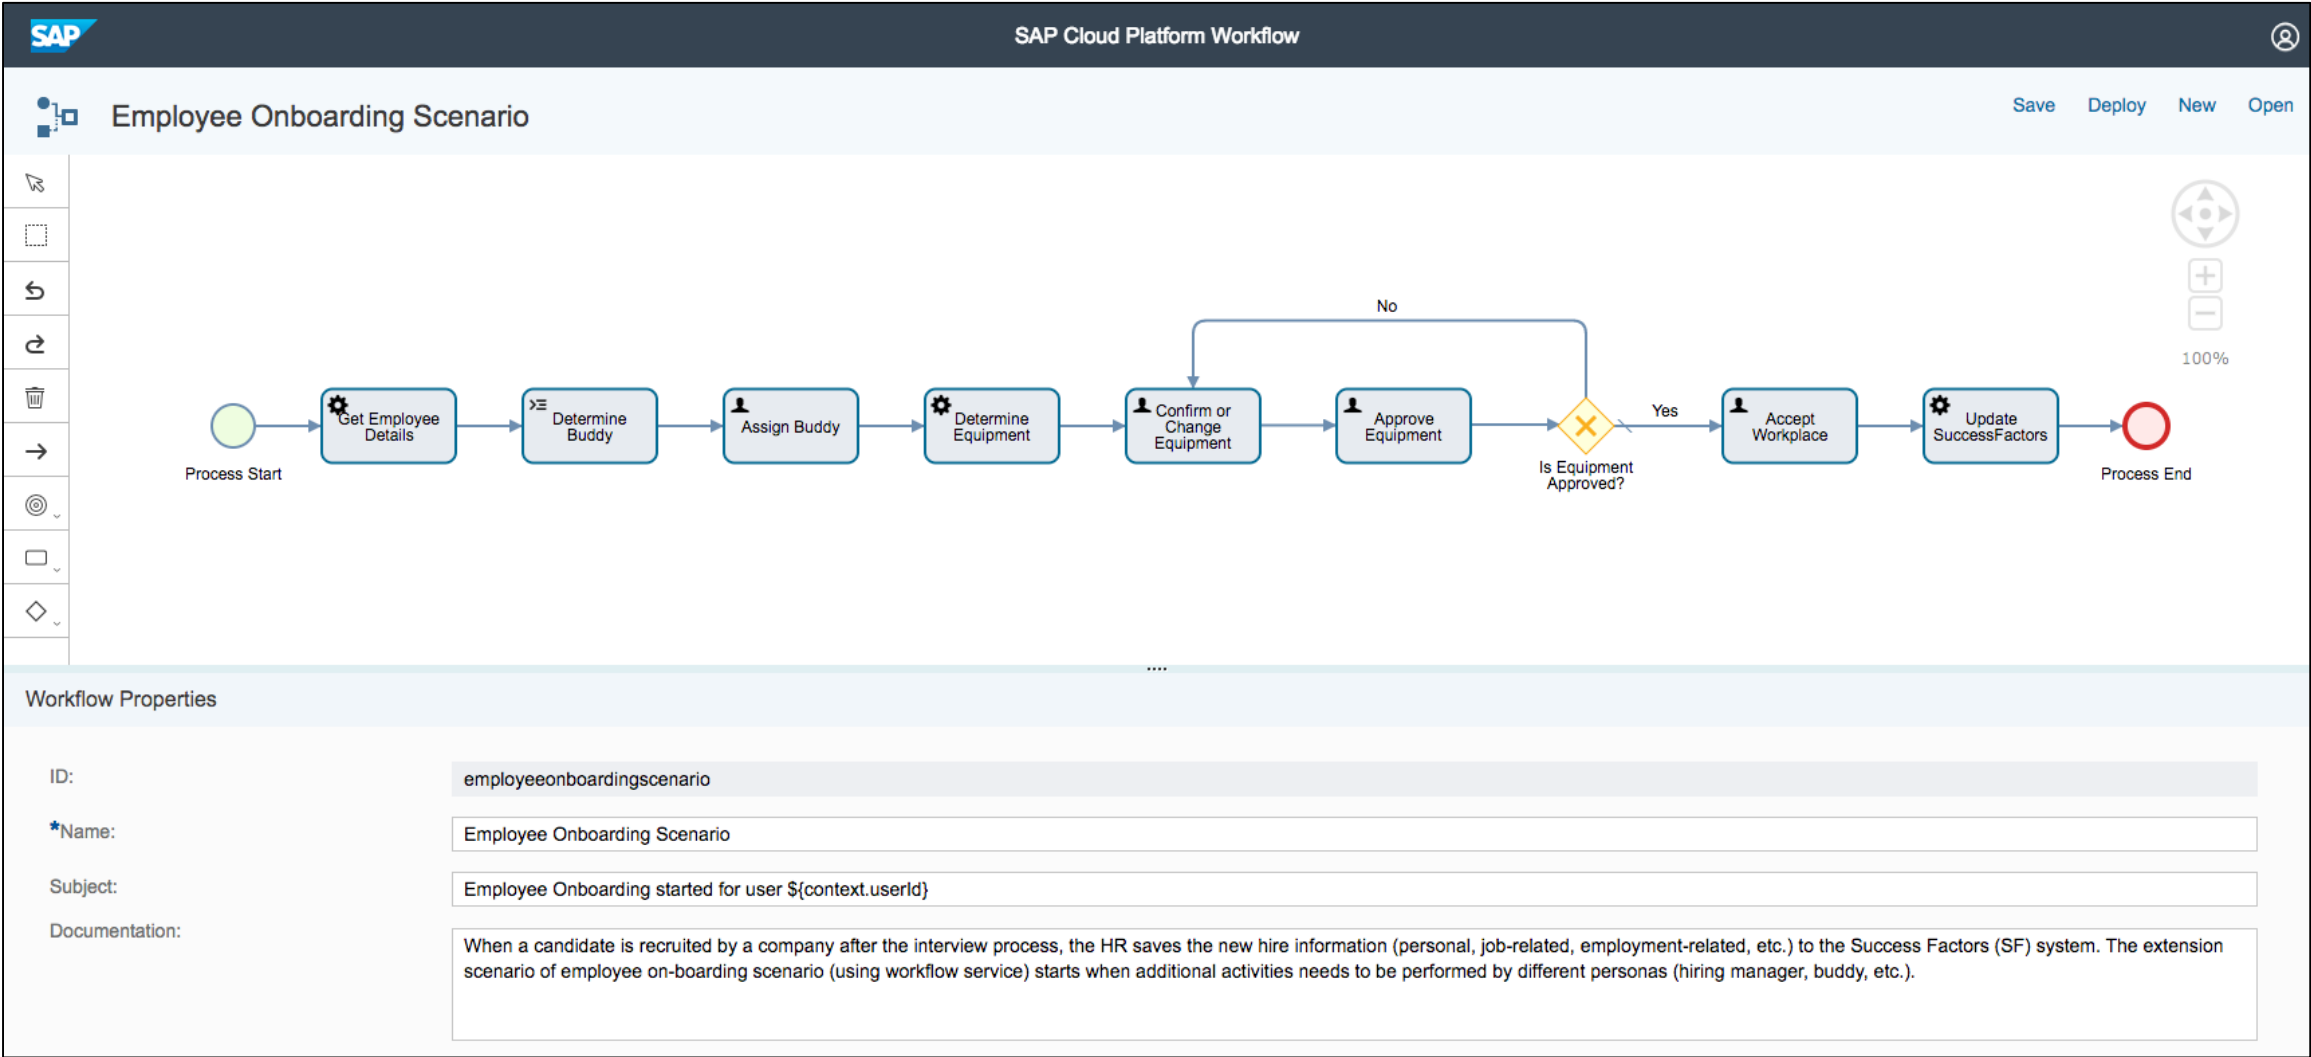 SAP
SAP Cloud Platform Workflow
Employee Onboarding Scenario
Save Deploy New Open
100%
No
Process Start
Get Employee
Details
Determine
Buddy
Assign Buddy
Determine
Equipment
Confirm or
Change
Equipment
Approve
Equipment
Is Equipment
Approved?
Yes
Accept
Workplace
Update
SuccessFactors
Process End
Workflow Properties
ID: employeeonboardingscenario
*Name: Employee Onboarding Scenario
Subject: Employee Onboarding started for user ${context.userId}
Documentation:
When a candidate is recruited by a company after the interview process, the HR saves the new hire information (personal, job-related, employment-related, etc.) to the Success Factors (SF) system. The extension
scenario of employee on-boarding scenario (using workflow service) starts when additional activities needs to be performed by different personas (hiring manager, buddy, etc.).